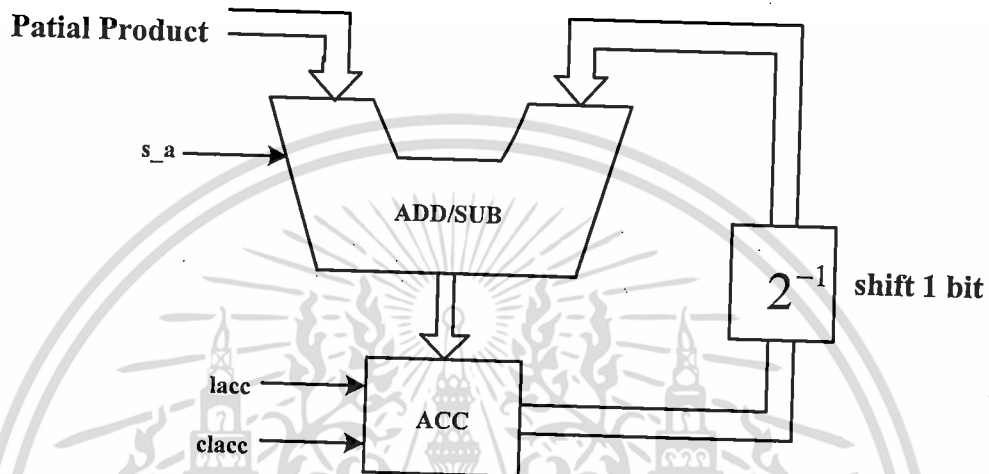 Patial Product
s_a
ADD/SUB
2⁻¹ shift 1 bit
lacc
ACC
clacc